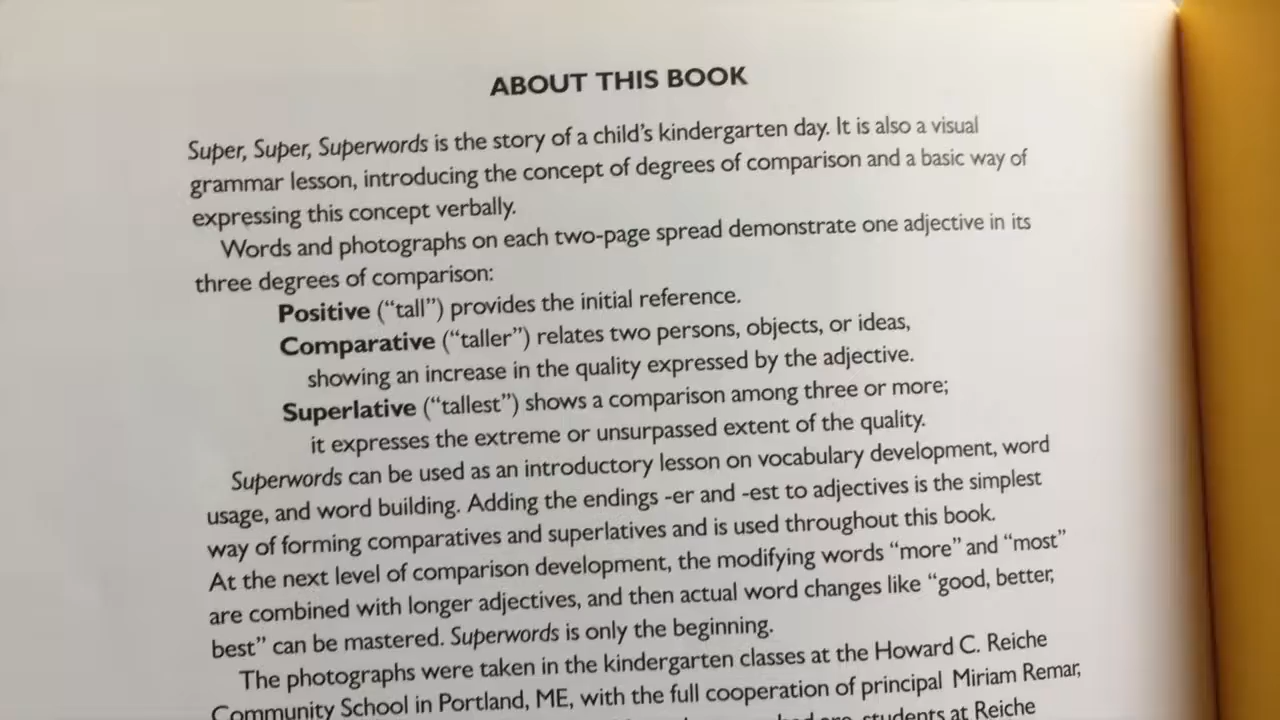 ABOUT THIS BOOK
Super, Super, Superwords is the story of a child's kindergarten day. It is also a visual
grammar lesson, introducing the concept of degrees of comparison and a basic way of
expressing this concept verbally.
Words and photographs on each two-page spread demonstrate one adjective in its
three degrees of comparison:
Positive (“tall”) provides the initial reference.
Comparative (“taller”) relates two persons, objects, or ideas,
showing an increase in the quality expressed by the adjective.
Superlative (“tallest”) shows a comparison among three or more;
it expresses the extreme or unsurpassed extent of the quality.
Superwords can be used as an introductory lesson on vocabulary development, word
usage, and word building. Adding the endings -er and -est to adjectives is the simplest
way of forming comparatives and superlatives and is used throughout this book.
At the next level of comparison development, the modifying words “more” and “most”
are combined with longer adjectives, and then actual word changes like “good, better,
best” can be mastered. Superwords is only the beginning.
The photographs were taken in the kindergarten classes at the Howard C. Reiche
Community School in Portland, ME, with the full cooperation of principal Miriam Remar,
are students at Reiche